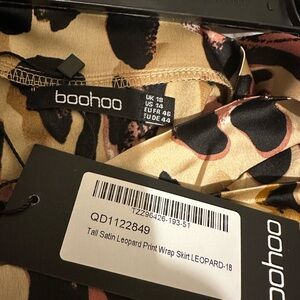 boohoo
UK 18
US 14
EU FR 46
EU DE 44
TZZ96426-193-51
QD1122849
Tall Satin Leopard Print Wrap Skirt LEOPARD-18
boohoo